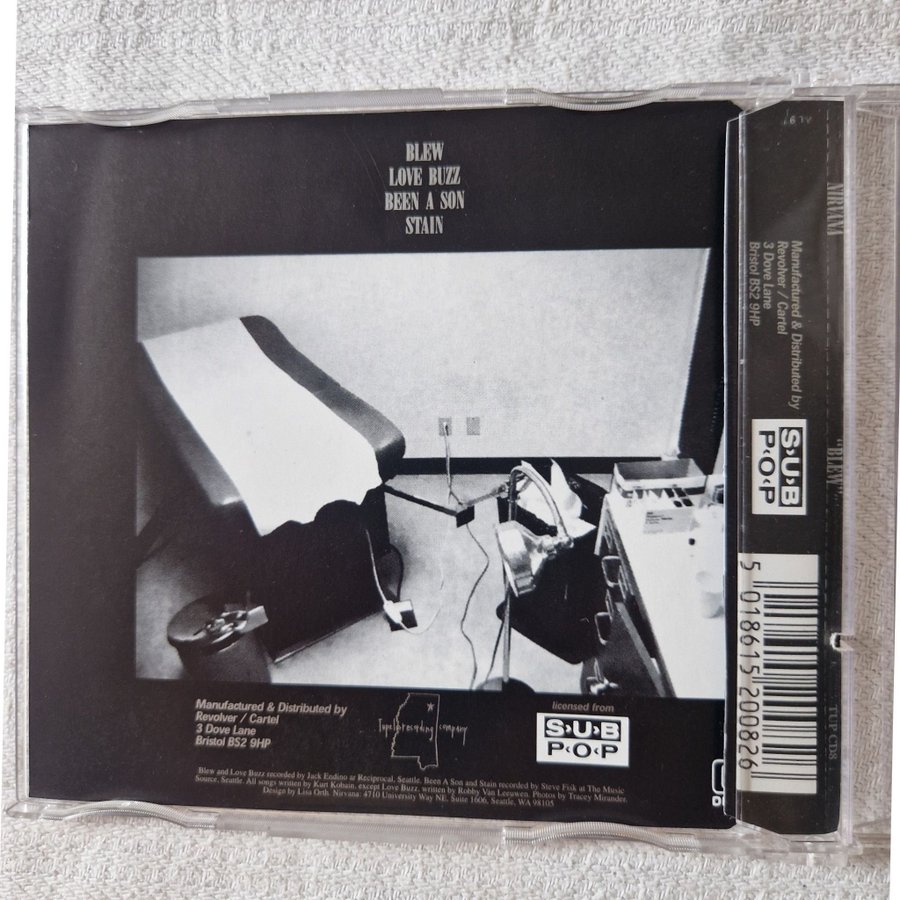 BLEW
LOVE BUZZ
BEEN A SON
STAIN
Manufactured & Distributed by
Revolver / Cartel
3 Dove Lane
Bristol BS2 9HP
Tupelo recording company
licensed from
SUB
POP
Blew and Love Buzz recorded by Jack Endino at Reciprocal, Seattle. Been A Son and Stain recorded by Steve Fisk at The Music
Source, Seattle. All songs written by Kurt Kobain, except Love Buzz, written by Robby Van Leeuwen. Photos by Tracey Mirander.
Design by Lisa Orth. Nirvana: 4710 University Way NE, Suite 1606, Seattle, WA 98105
Manufactured & Distributed by
Revolver / Cartel
3 Dove Lane
Bristol BS2 9HP
SUB
POP
5 018615 200826
NIRVANA
"BLEW"
TUP CD8